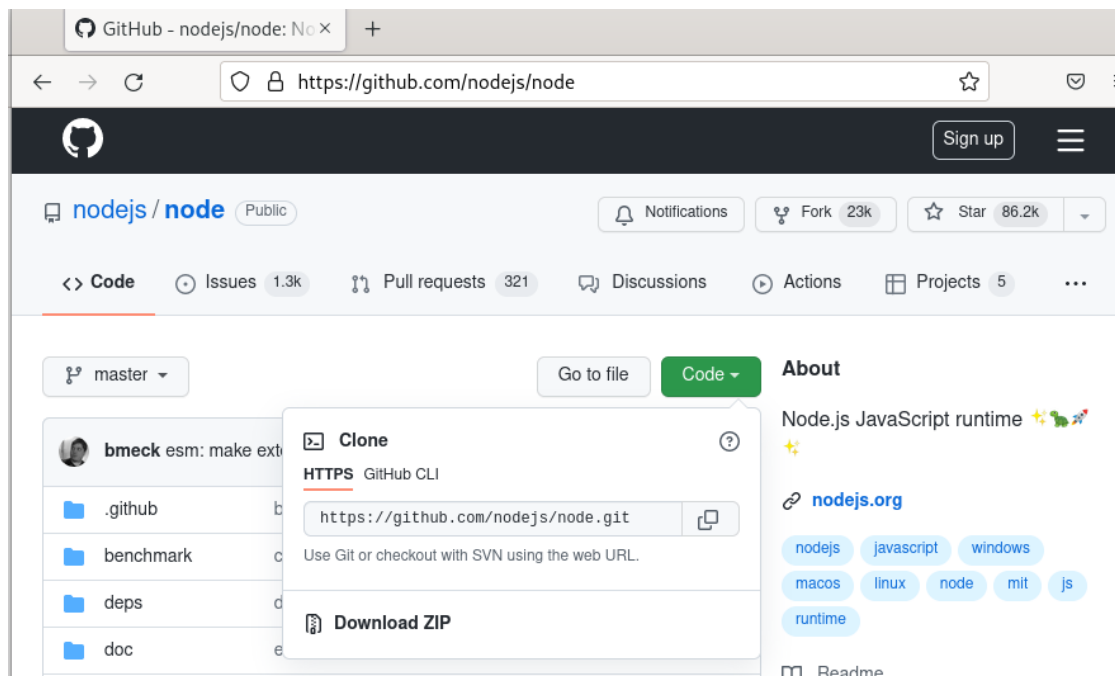 GitHub - nodejs/node: No
https://github.com/nodejs/node
Sign up
nodejs / node Public
Notifications
Fork 23k
Star 86.2k
Code
Issues 1.3k
Pull requests 321
Discussions
Actions
Projects 5
master
Go to file
Code
About
Node.js JavaScript runtime ✨🐢🚀
✨
nodejs.org
nodejs javascript windows
macos linux node mit js
runtime
Readme
bmeck esm: make ext
.github
benchmark
deps
doc
Clone
HTTPS GitHub CLI
https://github.com/nodejs/node.git
Use Git or checkout with SVN using the web URL.
Download ZIP